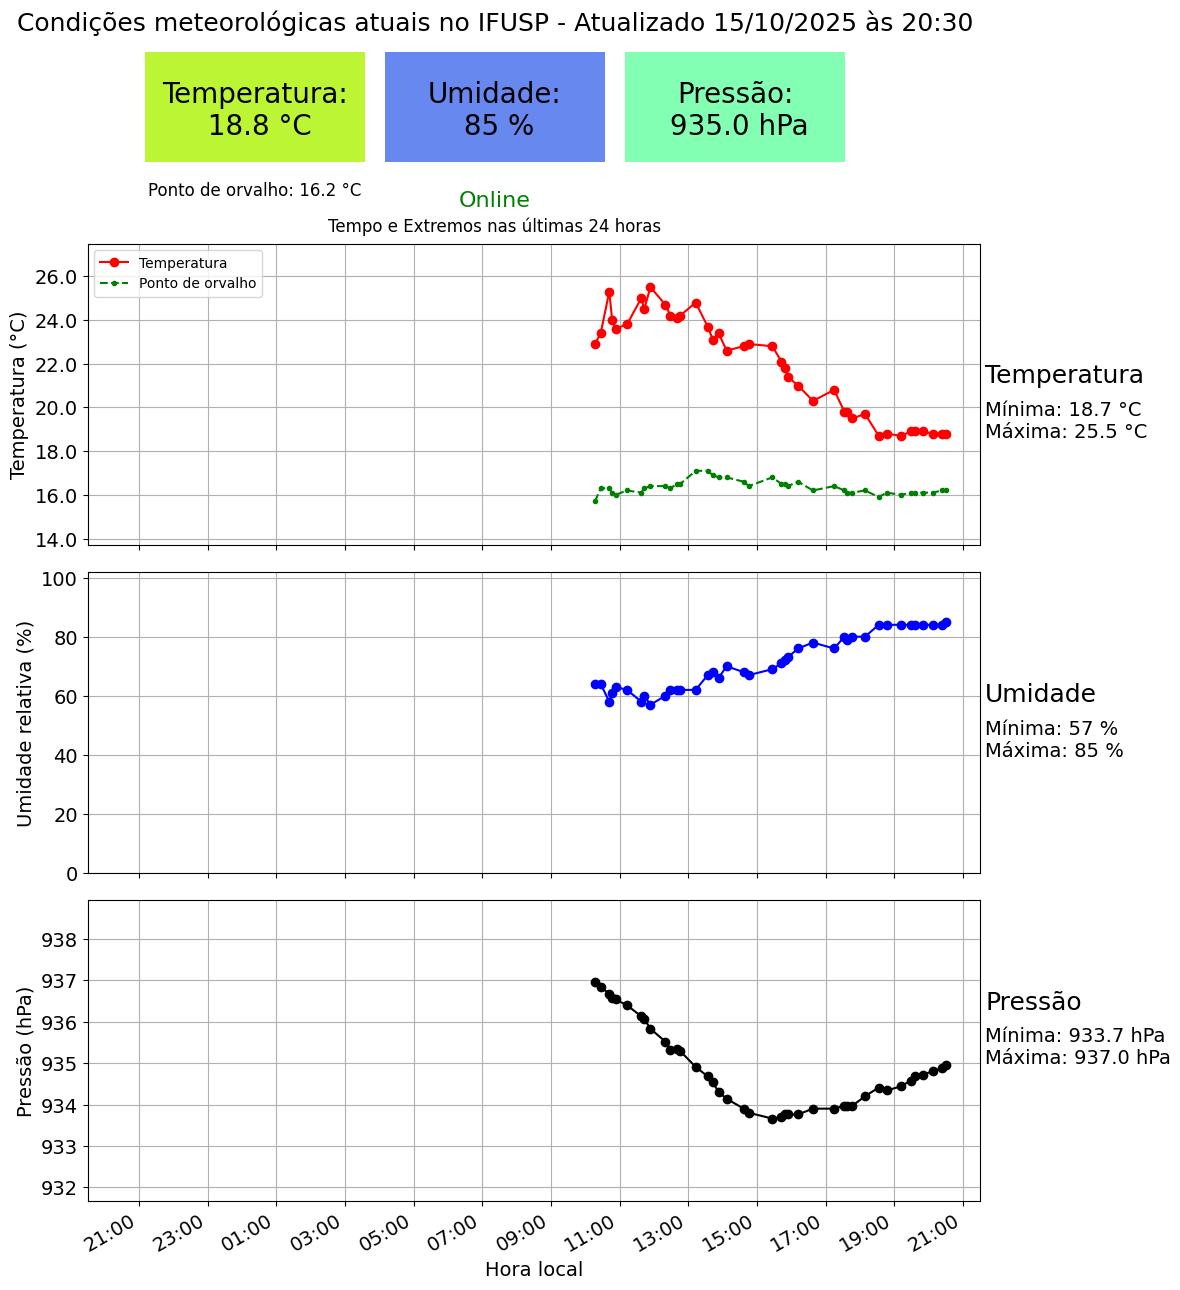 Condições meteorológicas atuais no IFUSP - Atualizado 15/10/2025 às 20:30
Temperatura:
18.8 °C
Umidade:
85 %
Pressão:
935.0 hPa
Ponto de orvalho: 16.2 °C
Online
Tempo e Extremos nas últimas 24 horas
Temperatura
Ponto de orvalho
Temperatura (°C)
26.0
24.0
22.0
20.0
18.0
16.0
14.0
Temperatura
Mínima: 18.7 °C
Máxima: 25.5 °C
Umidade relativa (%)
100
80
60
40
20
0
Umidade
Mínima: 57 %
Máxima: 85 %
Pressão (hPa)
938
937
936
935
934
933
932
Pressão
Mínima: 933.7 hPa
Máxima: 937.0 hPa
21:00 23:00 01:00 03:00 05:00 07:00 09:00 11:00 13:00 15:00 17:00 19:00 21:00
Hora local